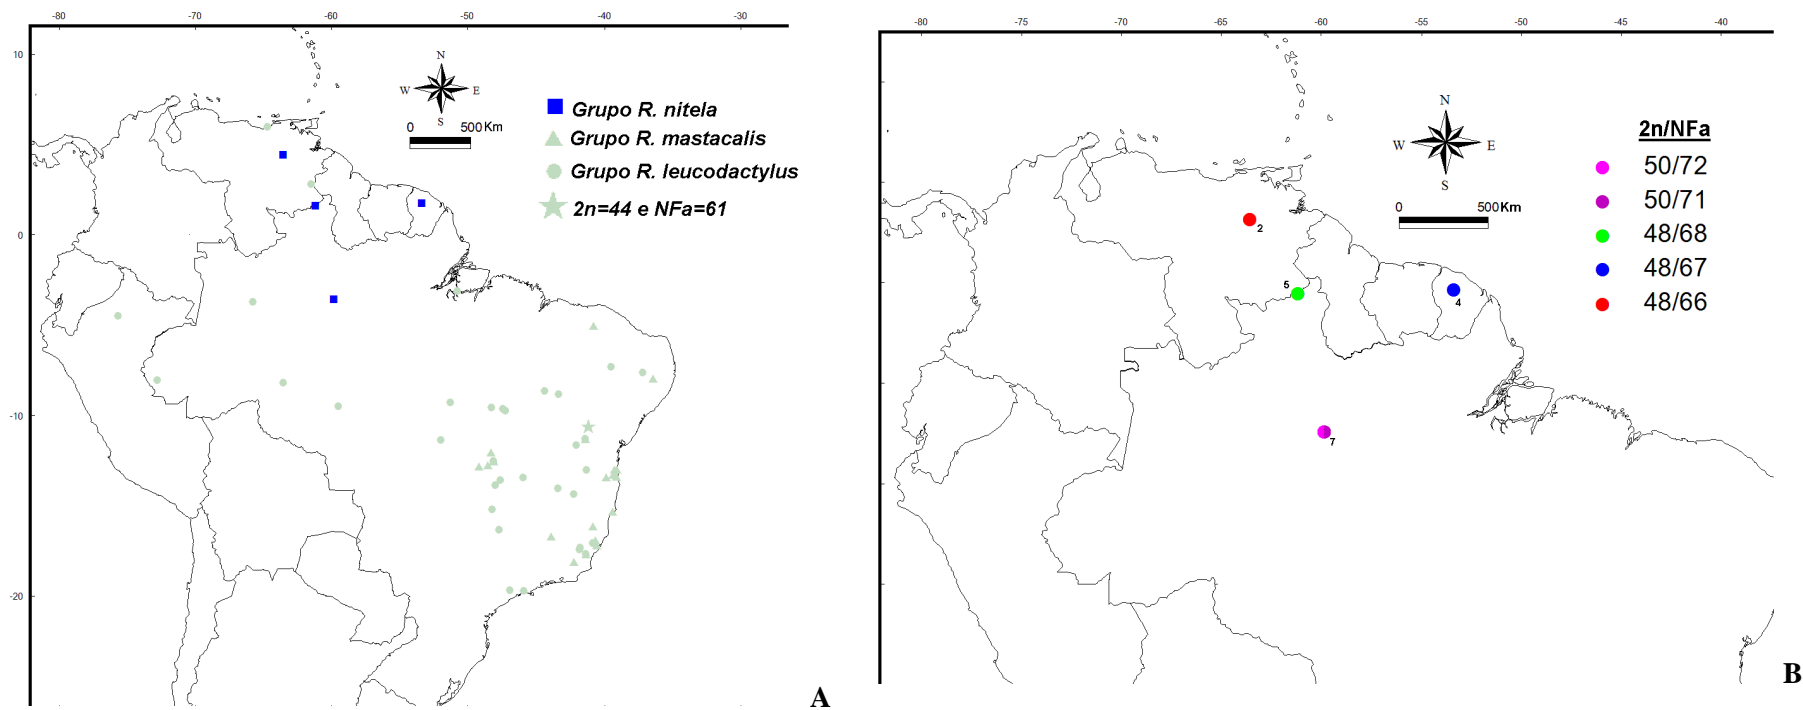 -80 -70 -60 -50 -40 -30
10
0
-10
-20
N
W E
S
0 500 Km
Grupo R. nitela
Grupo R. mastacalis
Grupo R. leucodactylus
2n=44 e NFa=61
A
-80 -75 -70 -65 -60 -55 -50 -45 -40
N
W E
S
0 500 Km
2n/NFa
50/72
50/71
48/68
48/67
48/66
2
5
4
7
B